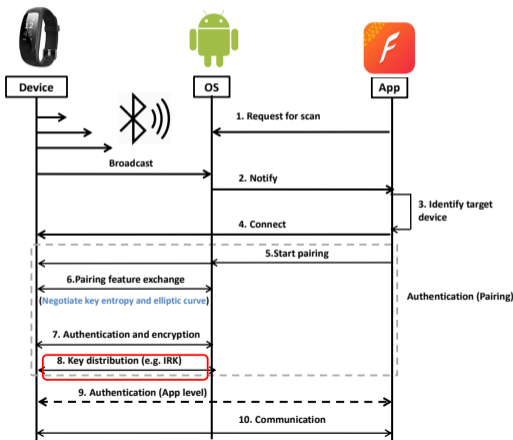 Device
OS
App
1. Request for scan
Broadcast
2. Notify
3. Identify target
device
4. Connect
5.Start pairing
6.Pairing feature exchange
(Negotiate key entropy and elliptic curve)
Authentication (Pairing)
7. Authentication and encryption
8. Key distribution (e.g. IRK)
9. Authentication (App level)
10. Communication